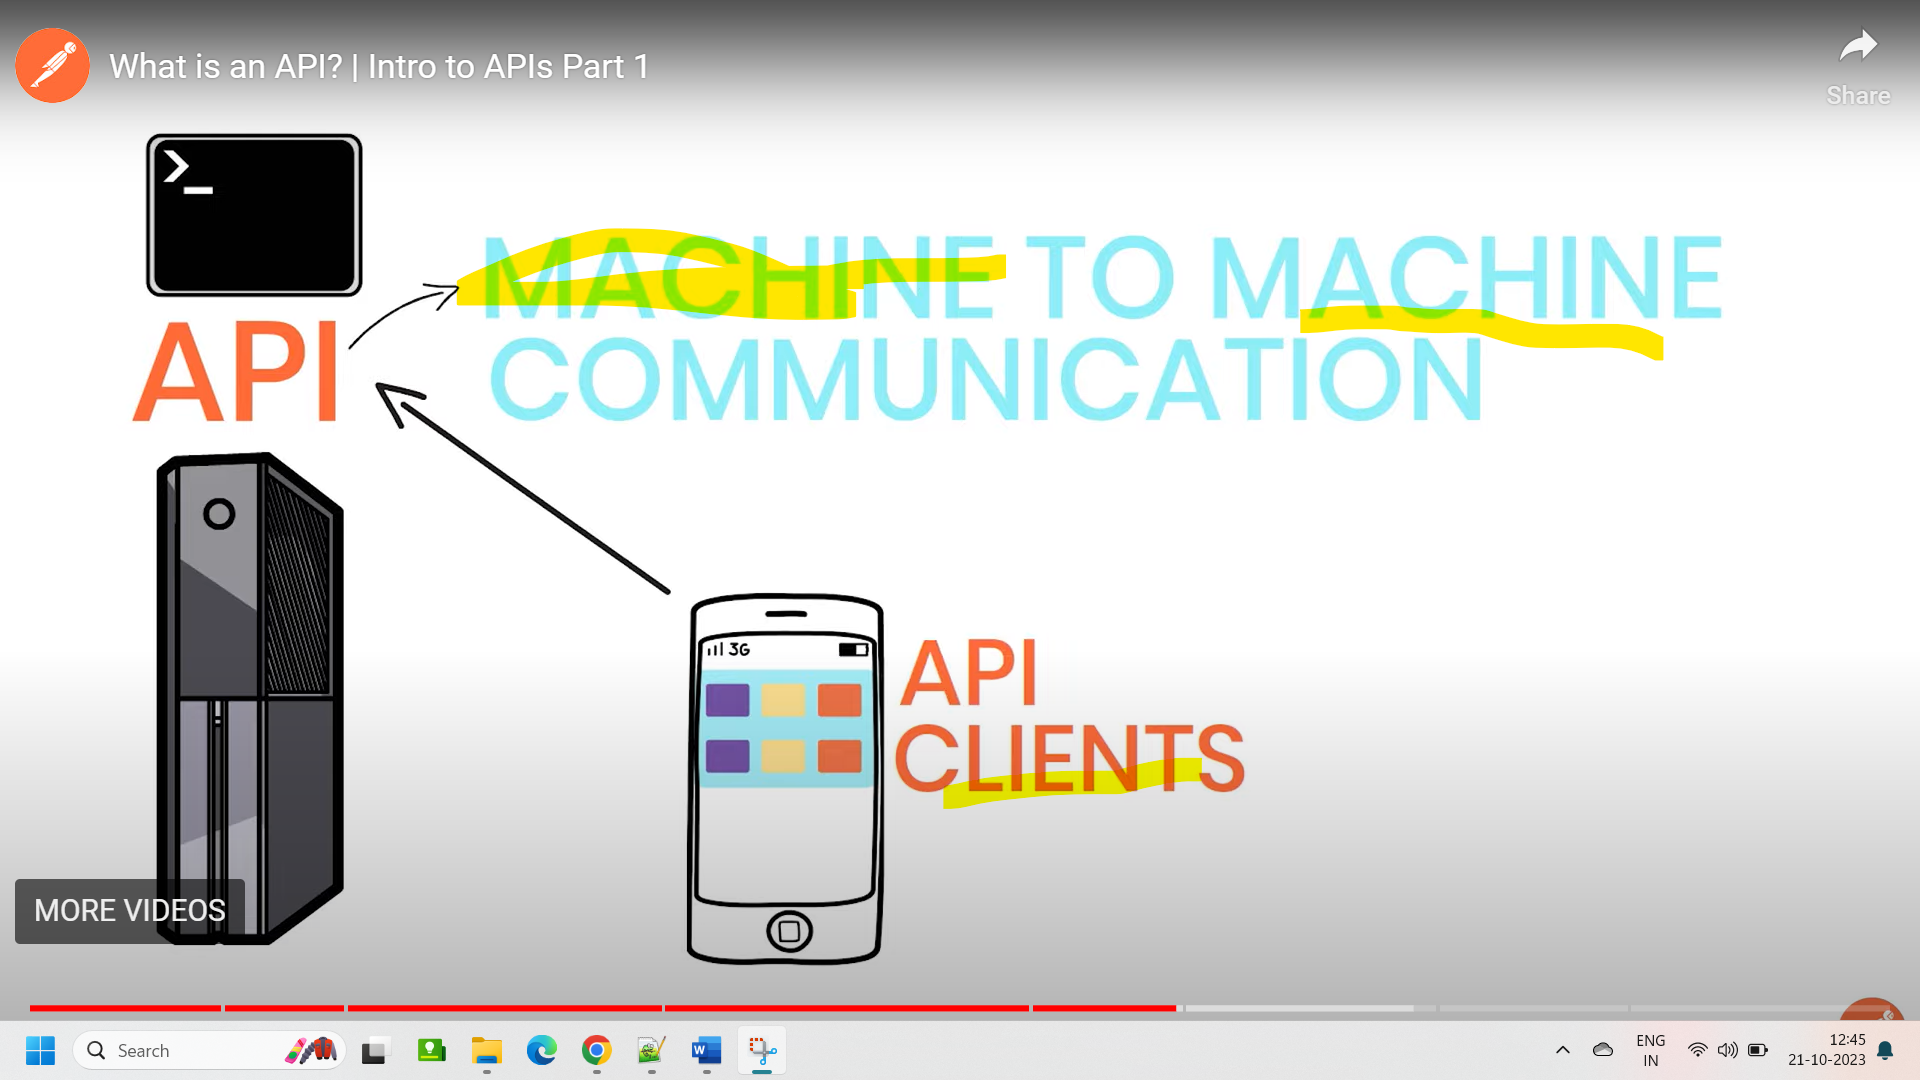 What is an API? | Intro to APIs Part 1
Share
>_
MACHINE TO MACHINE
COMMUNICATION
API
3G
API
CLIENTS
MORE VIDEOS
Search
ENG
IN
12:45
21-10-2023